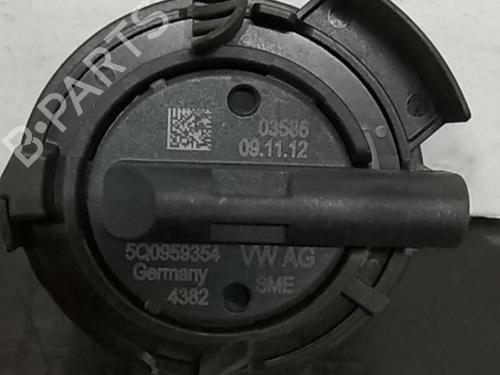 B-PARTS
03586
09.11.12
5Q0959354 VW AG
Germany SME
4382